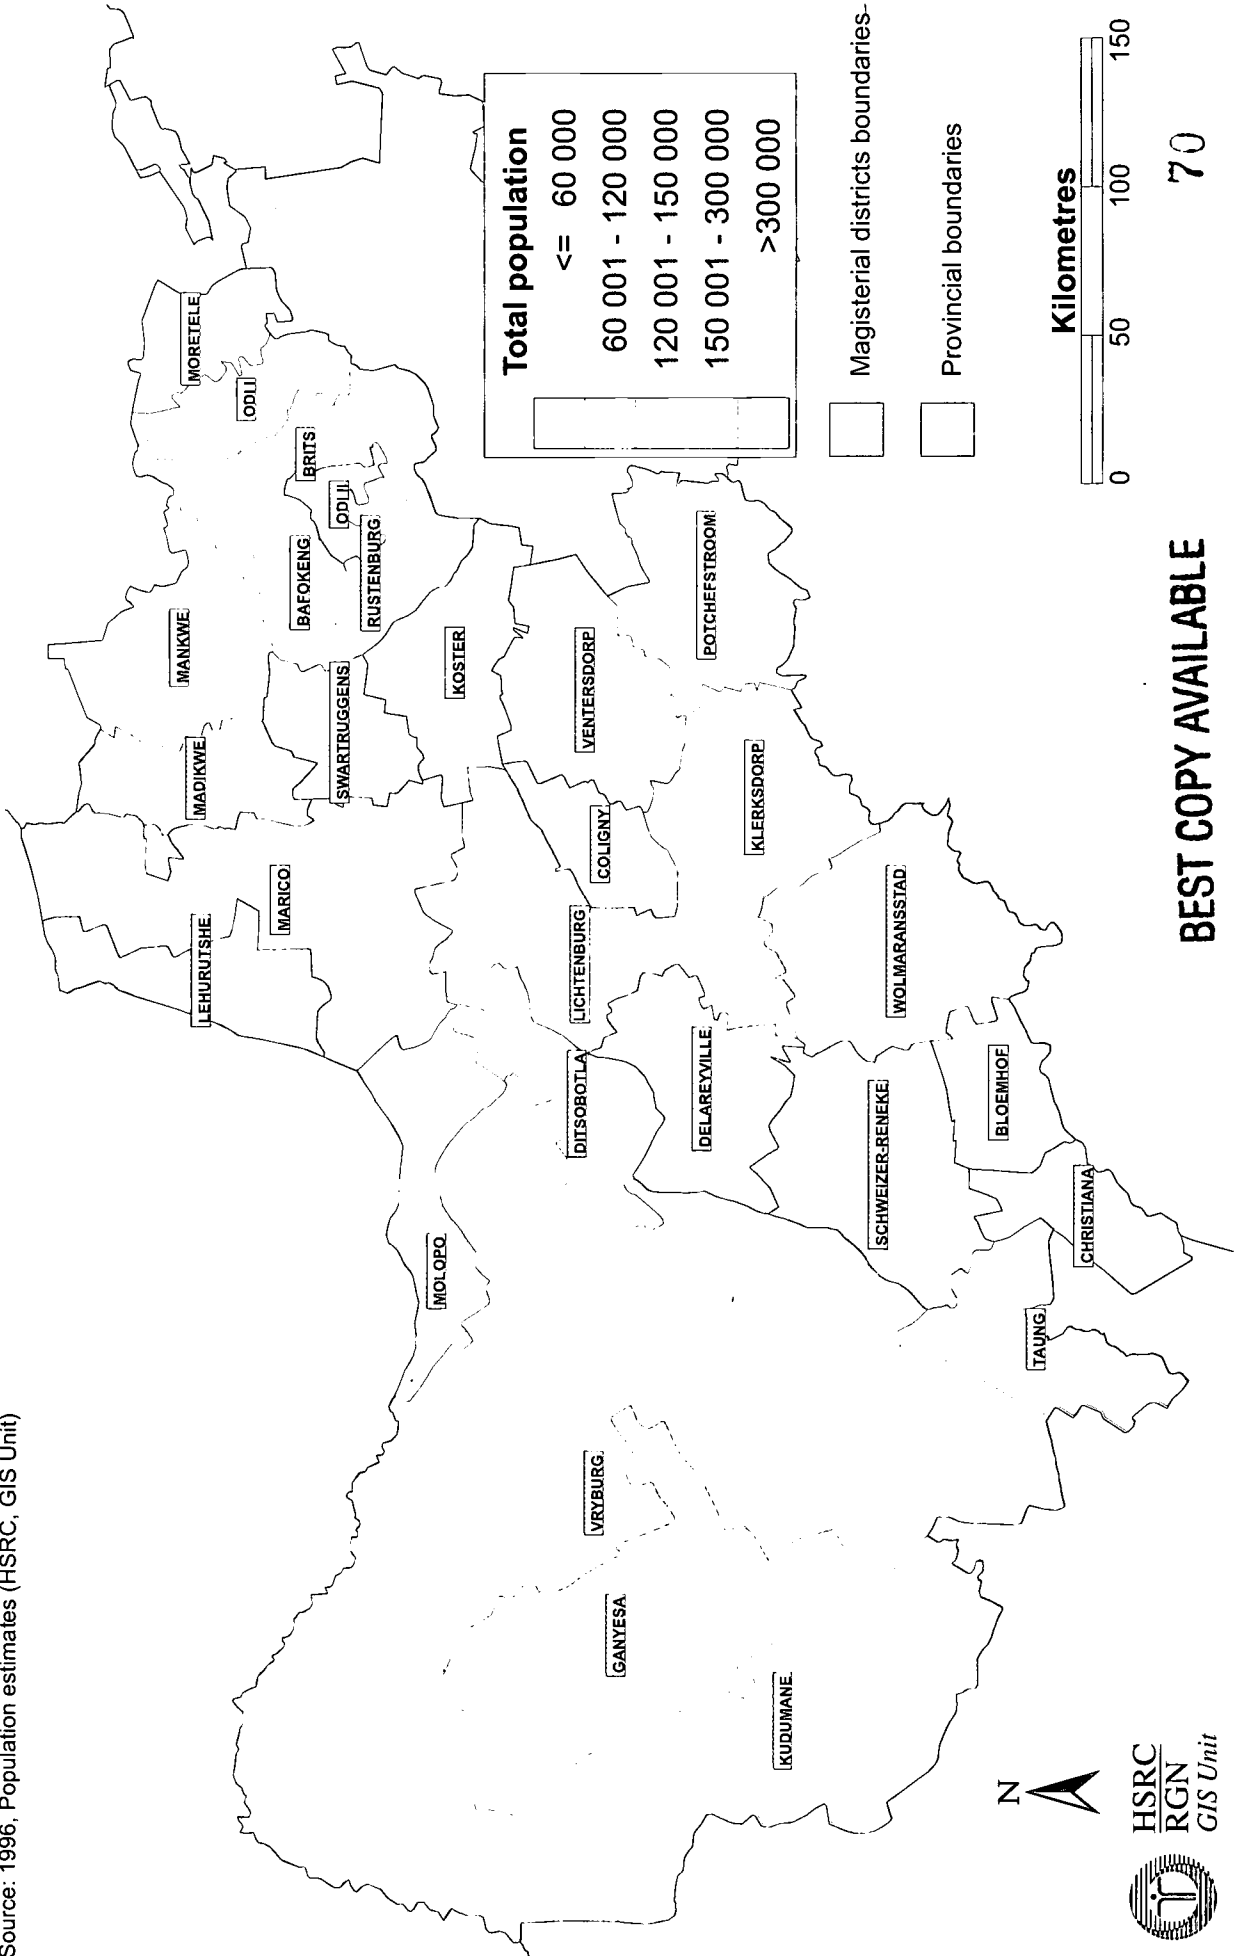 Source: 1996, Population estimates (HSRC, GIS Unit)
MORETELE
ODI I
BRITS
ODI II
BAFOKENG
RUSTENBURG
MANKWE
MADIKWE
SWARTRUGGENS
KOSTER
LEHURUTSHE
MARICO
VENTERSDORP
POTCHEFSTROOM
COLIGNY
KLERKSDORP
LICHTENBURG
DITSOBOTLA
DELAREYVILLE
WOLMARANSSTAD
SCHWEIZER-RENEKE
BLOEMHOF
CHRISTIANA
TAUNG
MOLOPO
VRYBURG
GANYESA
KUDUMANE
Total population
<= 60 000
60 001 - 120 000
120 001 - 150 000
150 001 - 300 000
>300 000
Magisterial districts boundaries-
Provincial boundaries
Kilometres
0 50 100 150
N
HSRC
RGN
GIS Unit
BEST COPY AVAILABLE
70